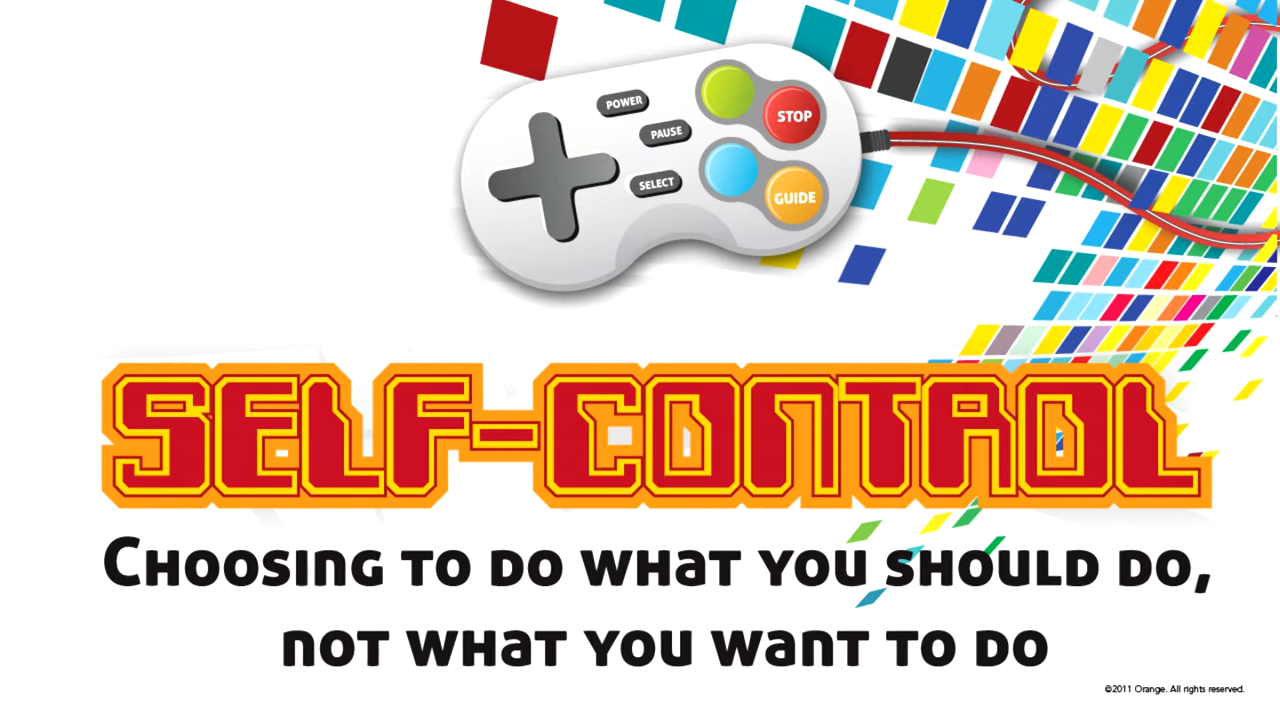 POWER
STOP
PAUSE
SELECT
GUIDE
SELF-CONTROL
CHOOSING TO DO WHAT YOU SHOULD DO,
NOT WHAT YOU WANT TO DO
©2011 Orange. All rights reserved.